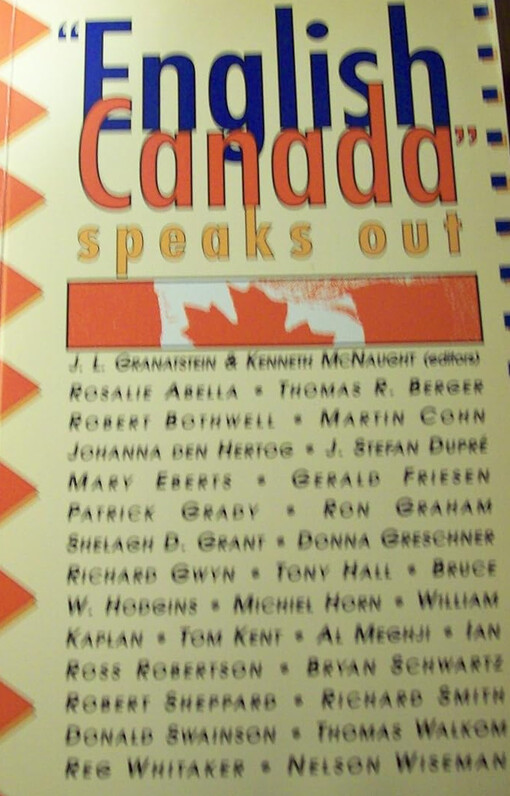 “English
Canada”
speaks out
J. L. GRANATSTEIN & KENNETH MCNAUGHT (editors)
ROSALIE ABELLA • THOMAS R. BERGER
ROBERT BOTHWELL • MARTIN COHN
JOHANNA DEN HERTOG • J. STEFAN DUPRÉ
MARY EBERTS • GERALD FRIESEN
PATRICK GRADY • RON GRAHAM
SHELAGH D. GRANT • DONNA GRESCHNER
RICHARD GWYN • TONY HALL • BRUCE
W. HODGINS • MICHIEL HORN • WILLIAM
KAPLAN • TOM KENT • AL MEGHJI • IAN
ROSS ROBERTSON • BRYAN SCHWARTZ
ROBERT SHEPPARD • RICHARD SMITH
DONALD SWAINSON • THOMAS WALKOM
REG WHITAKER • NELSON WISEMAN